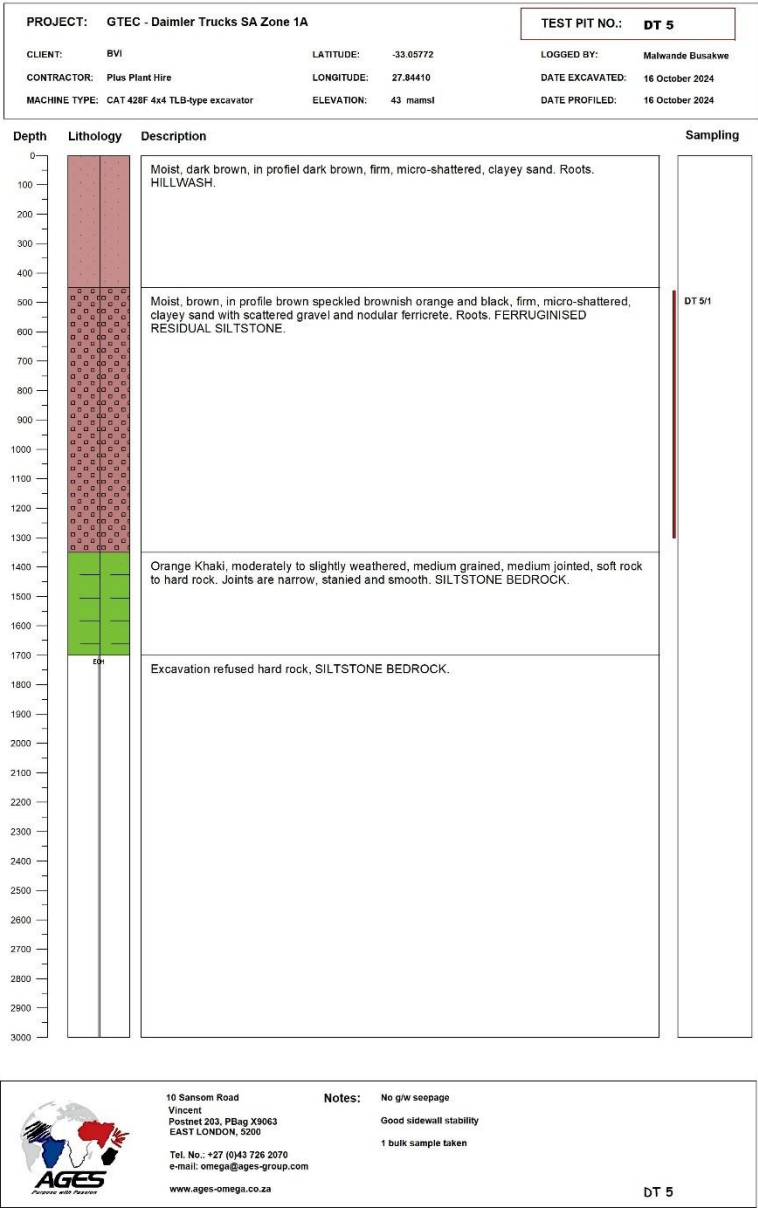 PROJECT: GTEC - Daimler Trucks SA Zone 1A
TEST PIT NO.: DT 5
CLIENT: BVI LATITUDE: -33.05772 LOGGED BY: Malwande Busakwe
CONTRACTOR: Plus Plant Hire LONGITUDE: 27.84410 DATE EXCAVATED: 16 October 2024
MACHINE TYPE: CAT 428F 4x4 TLB-type excavator ELEVATION: 43 mamsl DATE PROFILED: 16 October 2024
Depth Lithology Description Sampling
0
Moist, dark brown, in profiel dark brown, firm, micro-shattered, clayey sand. Roots.
HILLWASH.
100
200
300
400
500
Moist, brown, in profile brown speckled brownish orange and black, firm, micro-shattered,
clayey sand with scattered gravel and nodular ferricrete. Roots. FERRUGINISED
RESIDUAL SILTSTONE.
DT 5/1
600
700
800
900
1000
1100
1200
1300
1400
Orange Khaki, moderately to slightly weathered, medium grained, medium jointed, soft rock
to hard rock. Joints are narrow, stanied and smooth. SILTSTONE BEDROCK.
1500
1600
1700
EOH
Excavation refused hard rock, SILTSTONE BEDROCK.
1800
1900
2000
2100
2200
2300
2400
2500
2600
2700
2800
2900
3000
AGES
Purpose with Passion
10 Sansom Road
Vincent
Postnet 203, PBag X9063
EAST LONDON, 5200
Tel. No.: +27 (0)43 726 2070
e-mail: omega@ages-group.com
www.ages-omega.co.za
Notes: No g/w seepage
Good sidewall stability
1 bulk sample taken
DT 5